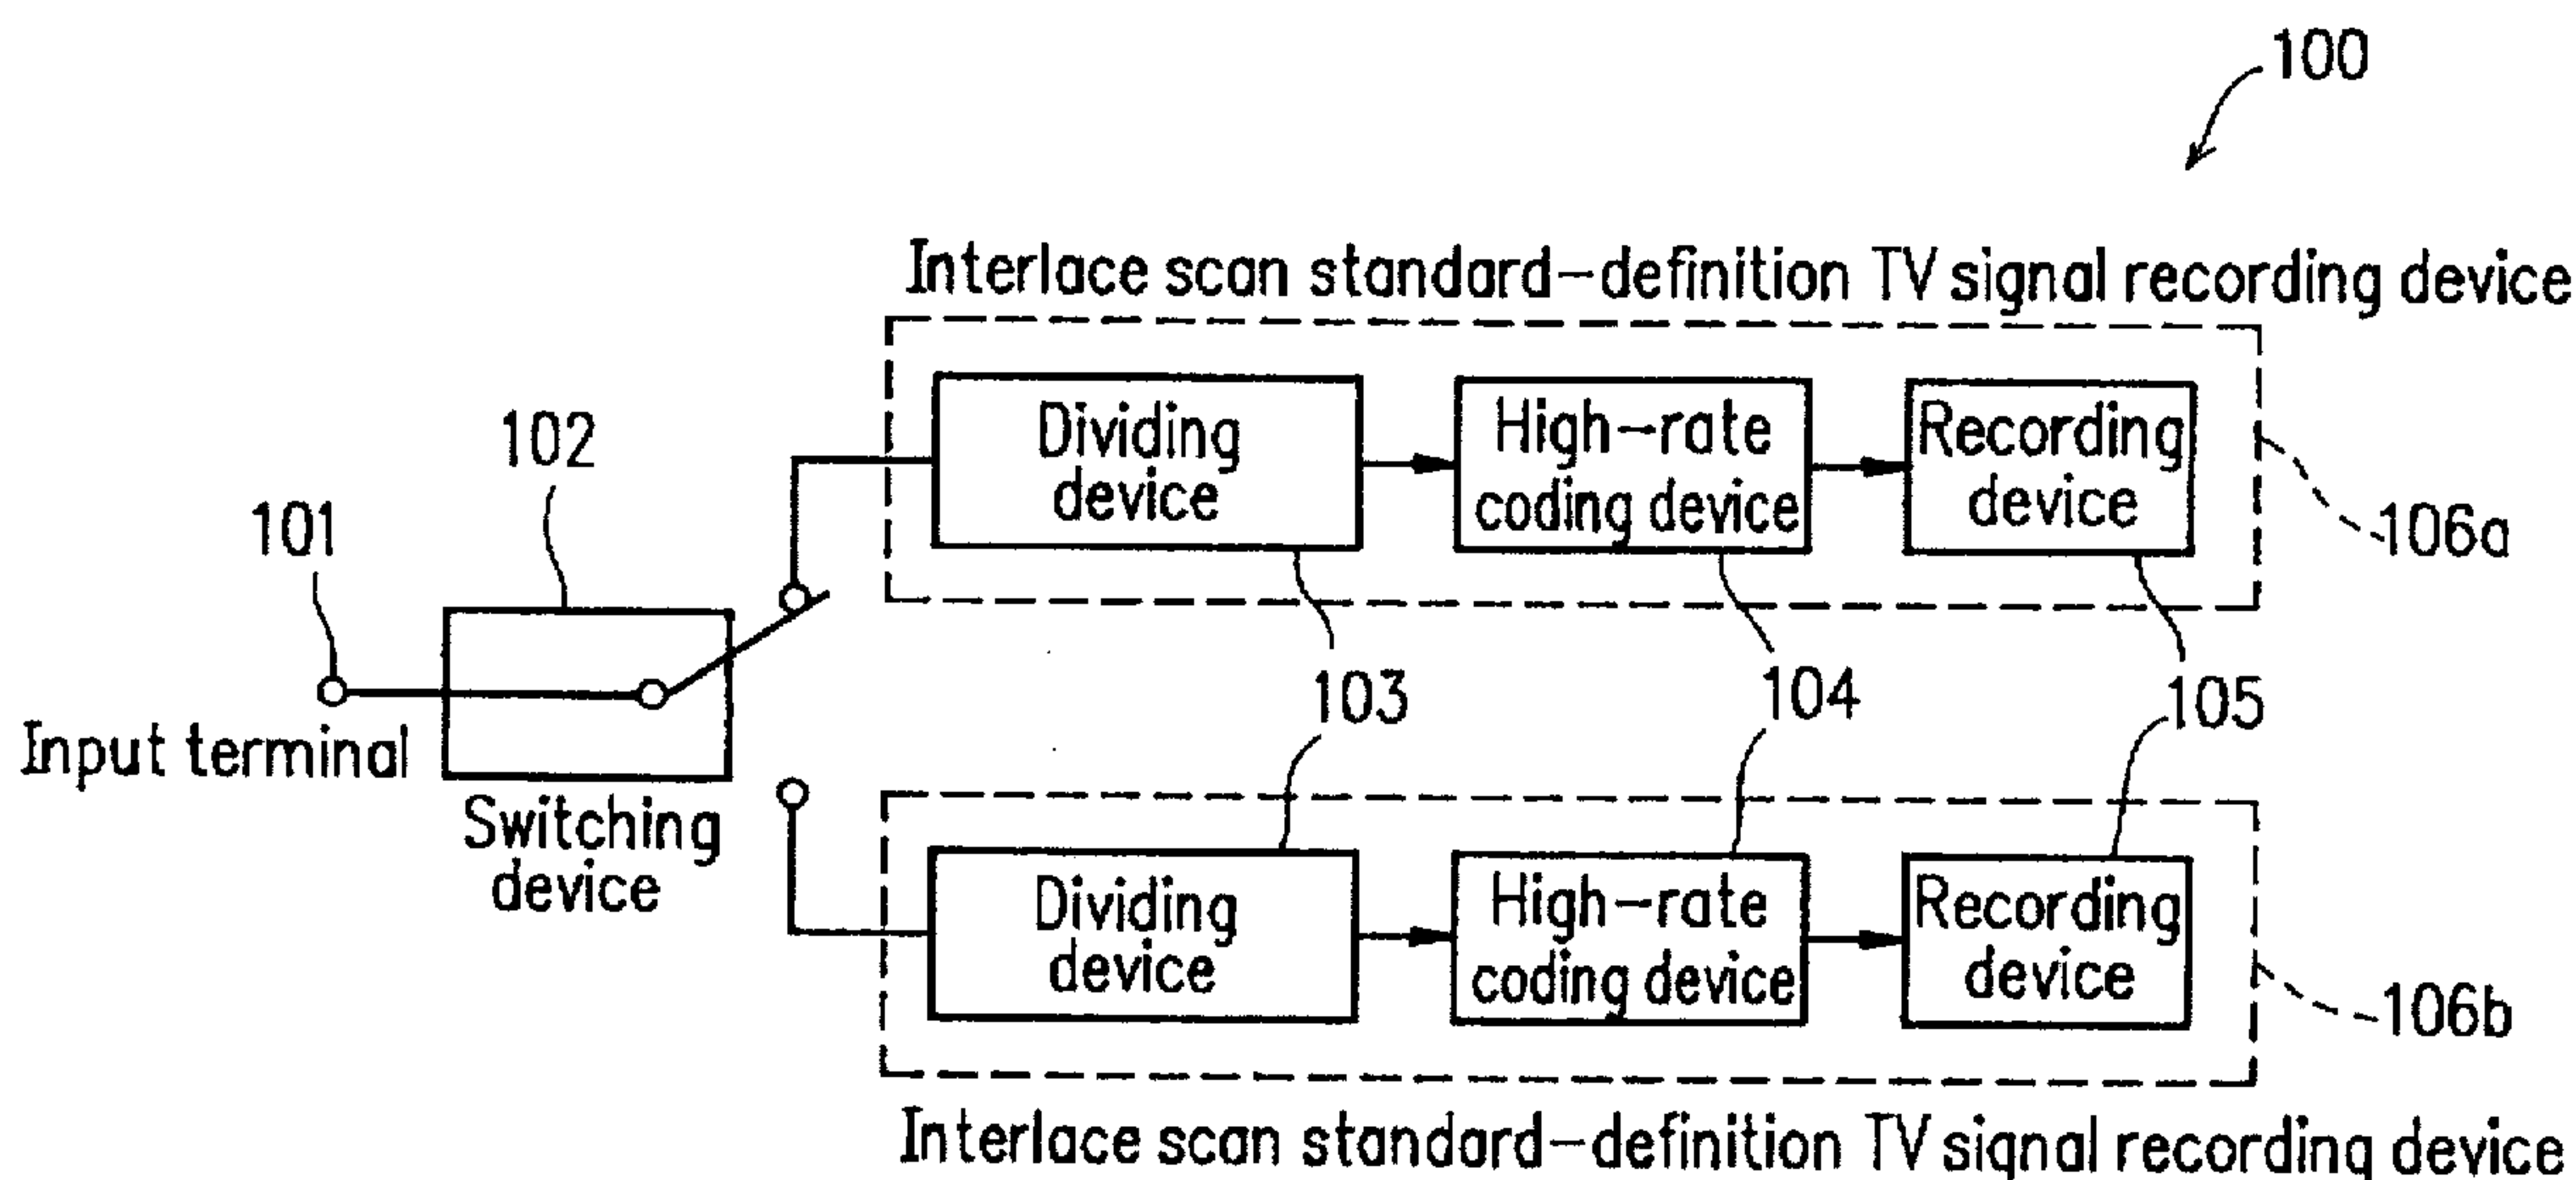 100
Interlace scan standard-definition TV signal recording device
Dividing
device
High-rate
coding device
Recording
device
102
101
106a
103
104
105
Input terminal
Switching
device
Dividing
device
High-rate
coding device
Recording
device
106b
Interlace scan standard-definition TV signal recording device